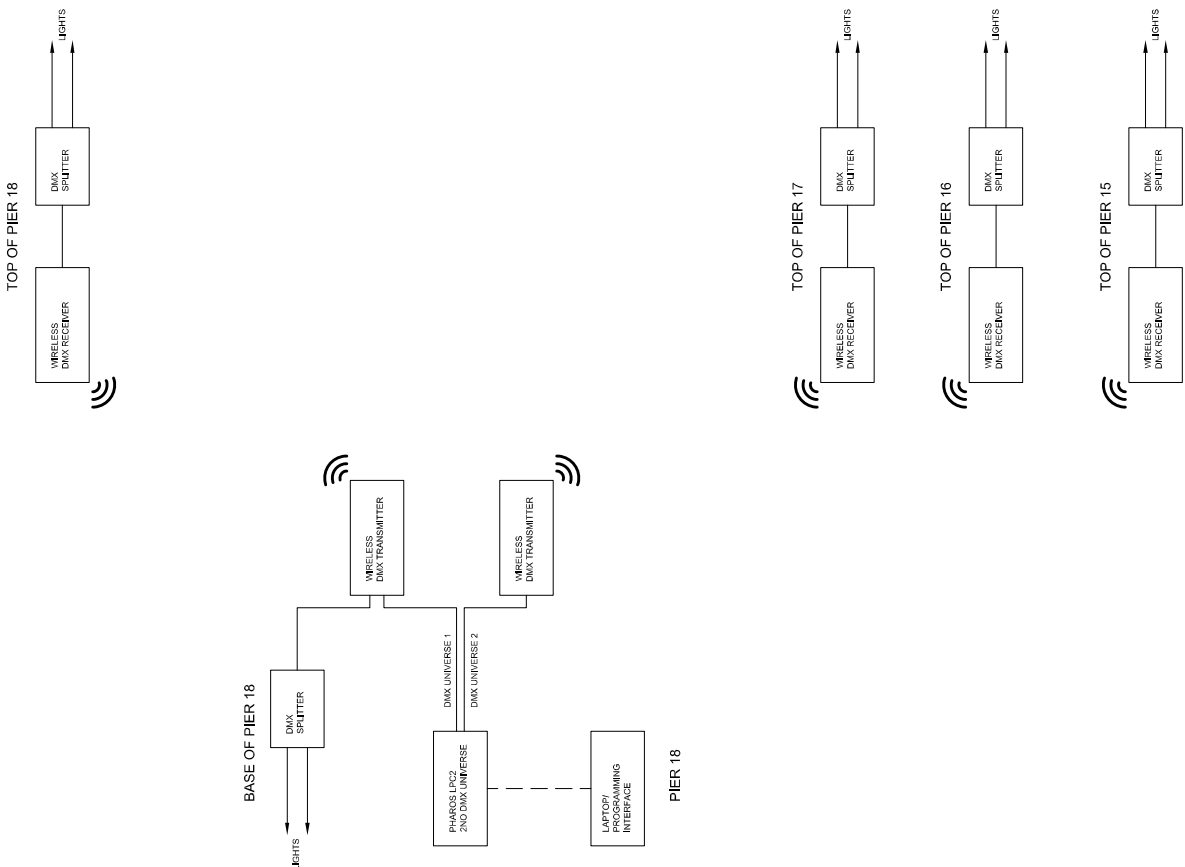 TOP OF PIER 18
WIRELESS
DMX RECEIVER
DMX
SPLITTER
LIGHTS
TOP OF PIER 17
WIRELESS
DMX RECEIVER
DMX
SPLITTER
LIGHTS
TOP OF PIER 16
WIRELESS
DMX RECEIVER
DMX
SPLITTER
LIGHTS
TOP OF PIER 15
WIRELESS
DMX RECEIVER
DMX
SPLITTER
LIGHTS
BASE OF PIER 18
LIGHTS
DMX
SPLITTER
WIRELESS
DMX TRANSMITTER
WIRELESS
DMX TRANSMITTER
DMX UNIVERSE 1
DMX UNIVERSE 2
PHAROS LPC2
2NO DMX UNIVERSE
LAPTOP/
PROGRAMMING
INTERFACE
PIER 18